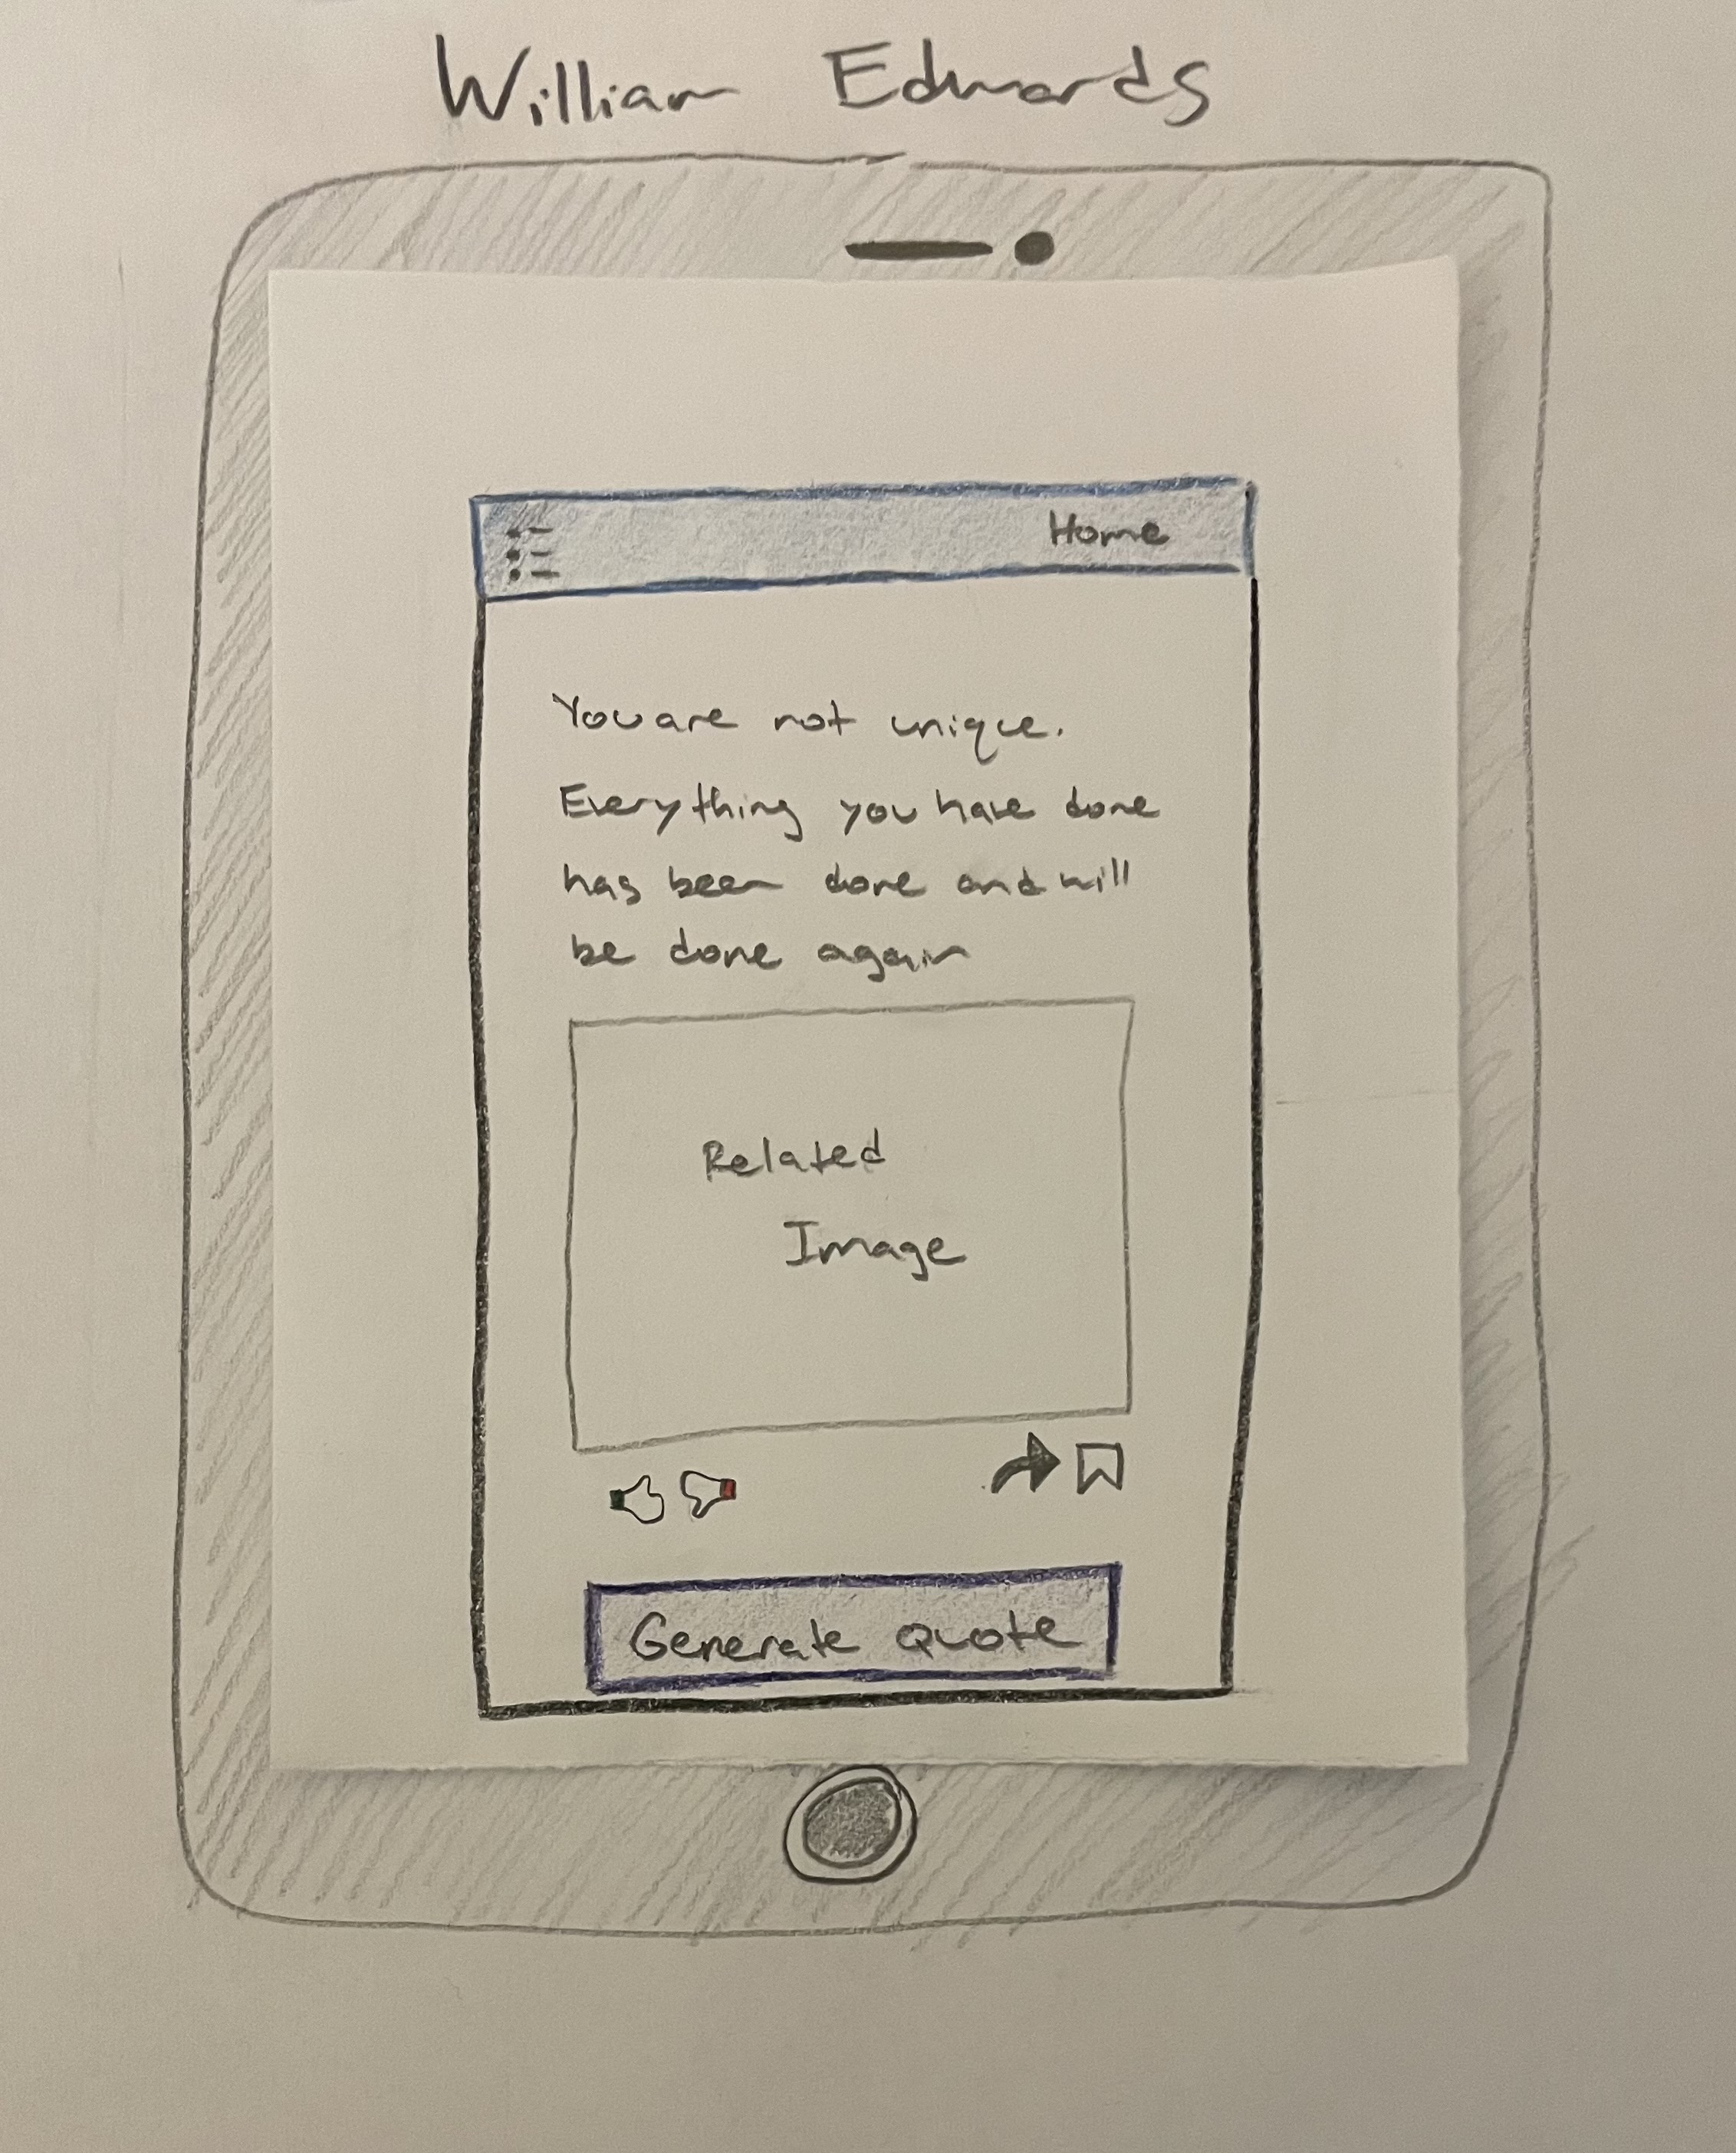 William Edwards
Home
You are not unique.
Everything you have done
has been done and will
be done again
Related
Image
Generate Quote